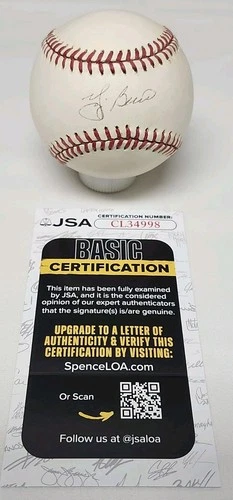 Y. Berra
JSA
CERTIFICATION NUMBER:
CL34998
BASIC
CERTIFICATION
This item has been fully examined
by JSA, and it is the considered
opinion of our expert authenticators
that the signature(s) is/are genuine.
UPGRADE TO A LETTER OF
AUTHENTICITY & VERIFY THIS
CERTIFICATION BY VISITING:
SpenceLOA.com
Or Scan
Follow us at @jsaloa